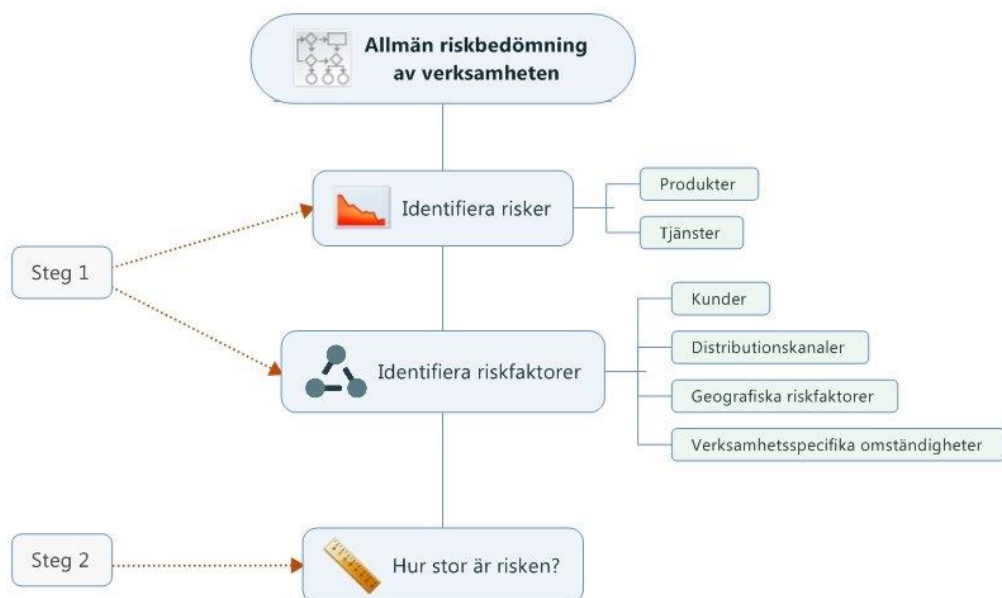 Allmän riskbedömning
av verksamheten
Identifiera risker
Produkter
Tjänster
Steg 1
Kunder
Distributionskanaler
Identifiera riskfaktorer
Geografiska riskfaktorer
Verksamhetsspecifika omständigheter
Steg 2
Hur stor är risken?